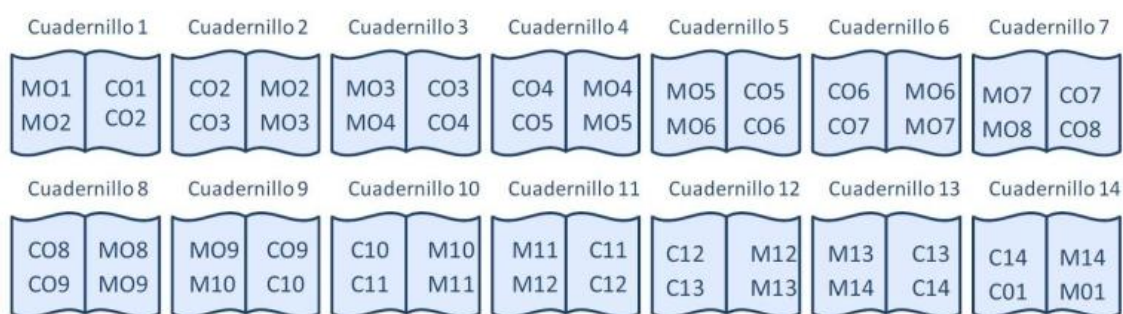 Cuadernillo 1 Cuadernillo 2 Cuadernillo 3 Cuadernillo 4 Cuadernillo 5 Cuadernillo 6 Cuadernillo 7
MO1 CO1 CO2 MO2 MO3 CO3 CO4 MO4 MO5 CO5 CO6 MO6 MO7 CO7
MO2 CO2 CO3 MO3 MO4 CO4 CO5 MO5 MO6 CO6 CO7 MO7 MO8 CO8
Cuadernillo 8 Cuadernillo 9 Cuadernillo 10 Cuadernillo 11 Cuadernillo 12 Cuadernillo 13 Cuadernillo 14
CO8 MO8 MO9 CO9 C10 M10 M11 C11 C12 M12 M13 C13 C14 M14
CO9 MO9 M10 C10 C11 M11 M12 C12 C13 M13 M14 C14 C01 M01